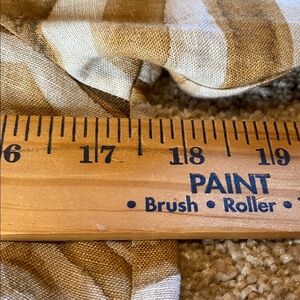 6 17 18 19
PAINT
• Brush • Roller •